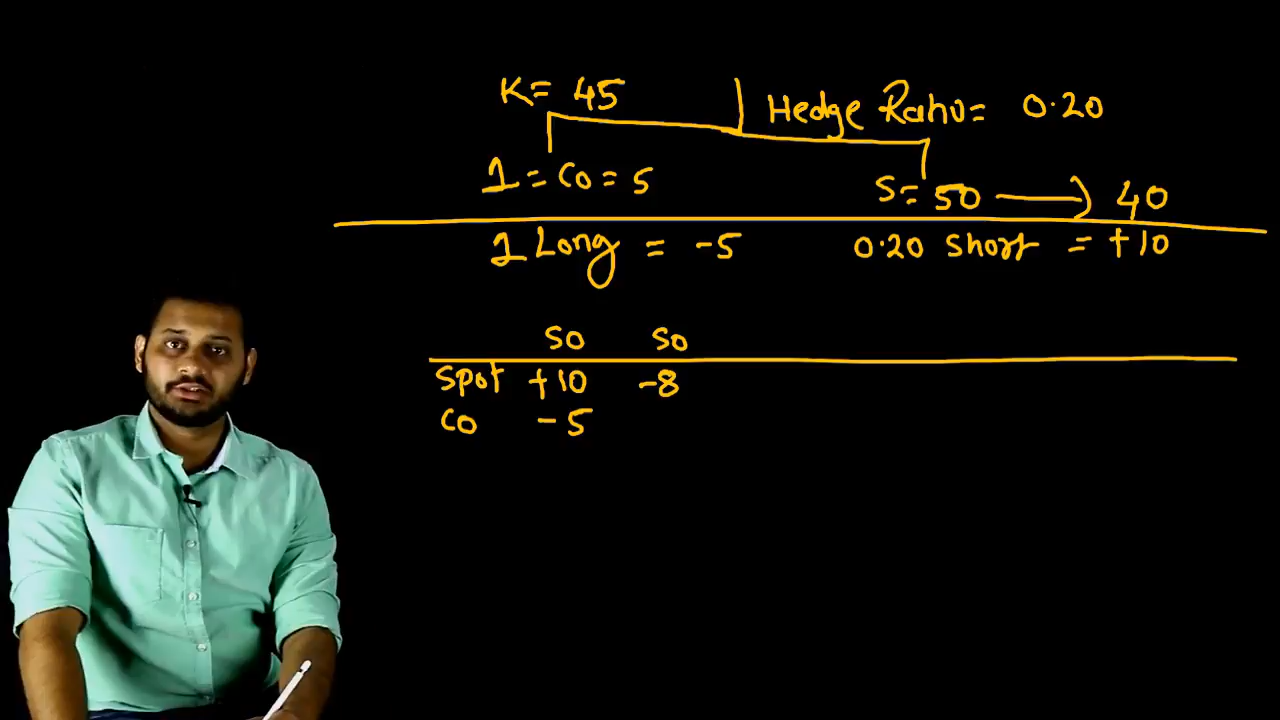 K= 45 | Hedge Ratio= 0.20
1 = Co = 5 S= 50 → 40
1 Long = -5 0.20 Short = +10
50 50
Spot +10 -8
Co -5